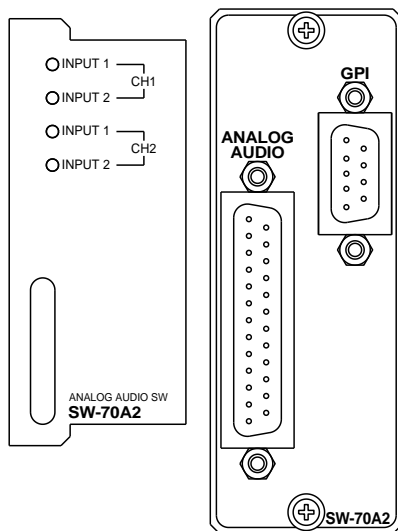 INPUT 1
CH1
INPUT 2
INPUT 1
CH2
INPUT 2
ANALOG AUDIO SW
SW-70A2
GPI
ANALOG
AUDIO
SW-70A2